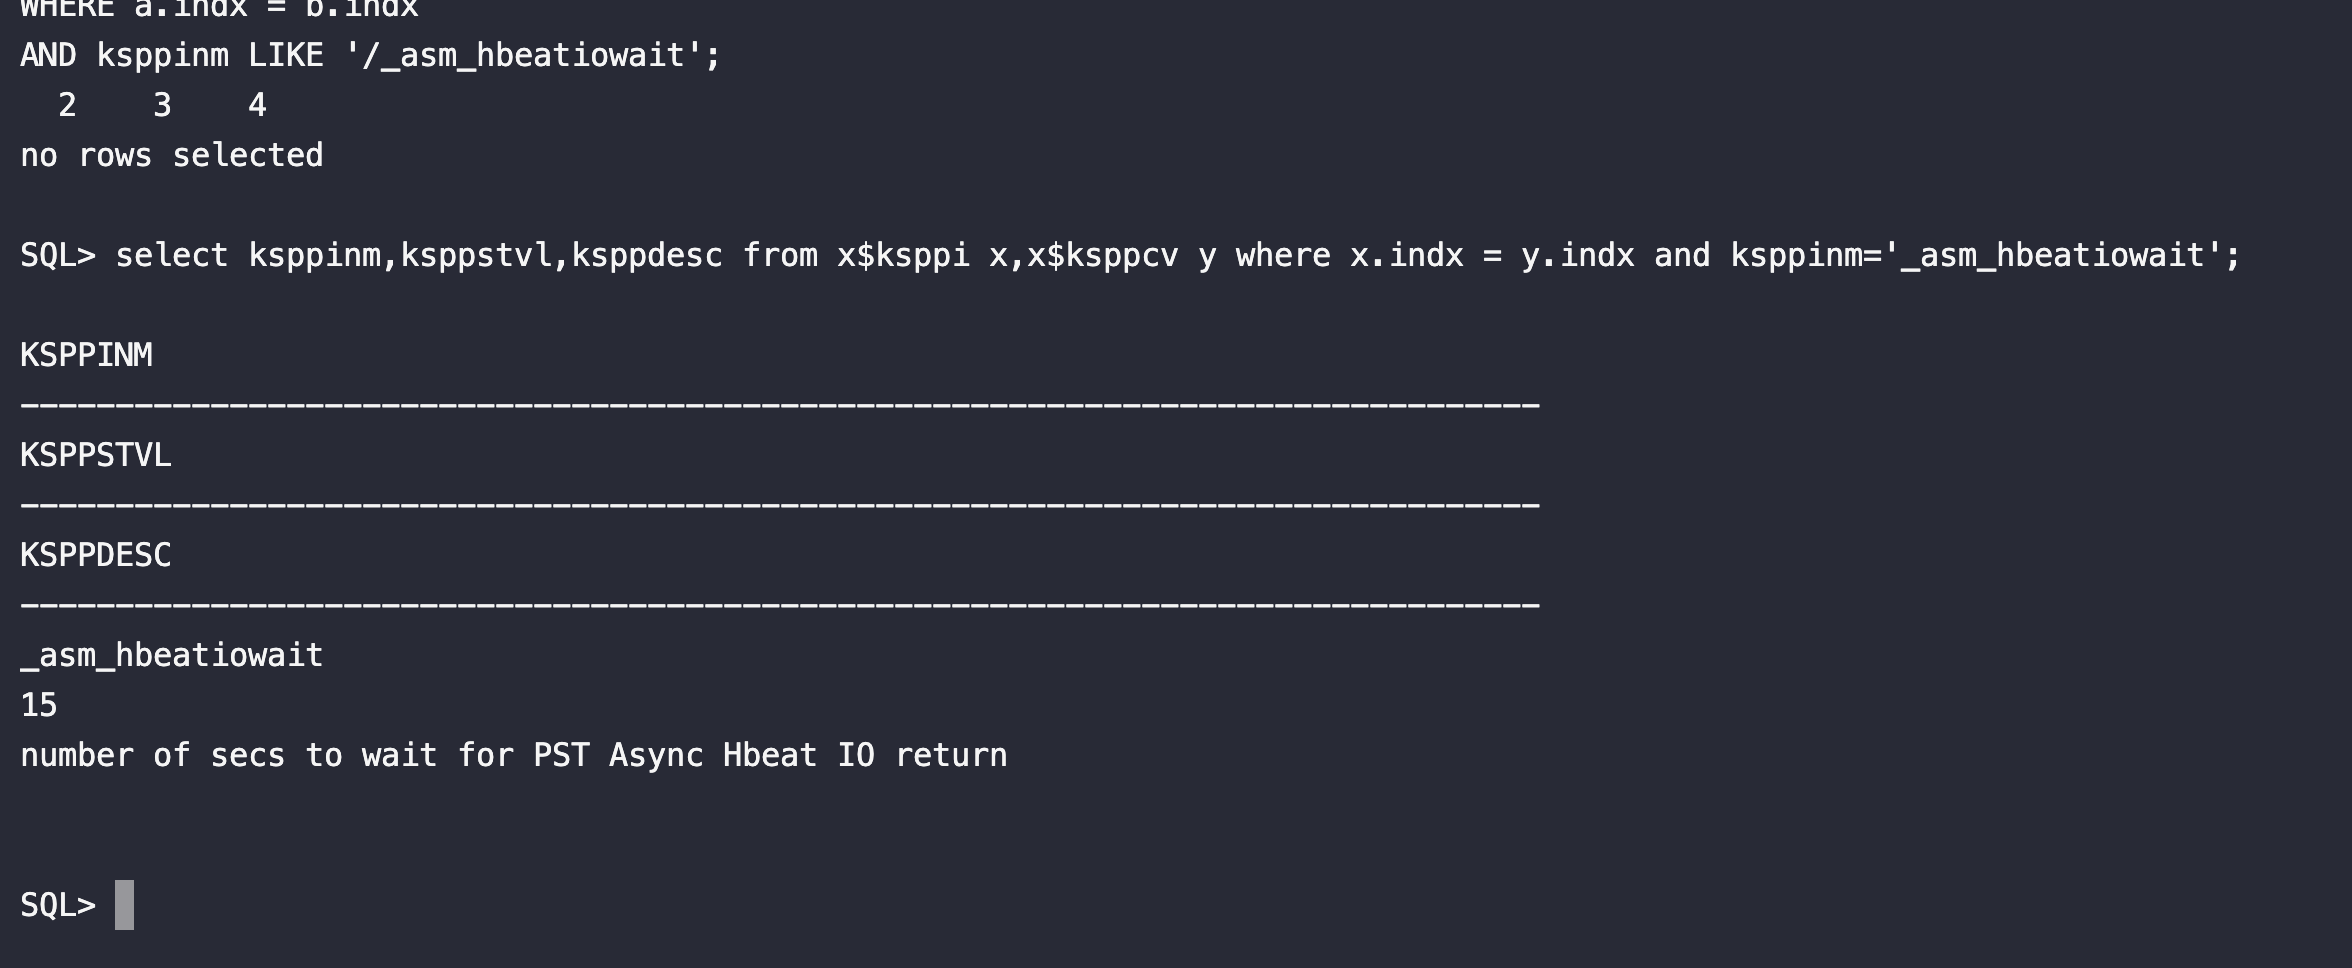 WHERE a.indx = b.indx
AND ksppinm LIKE '/_asm_hbeatiowait';
  2    3    4
no rows selected
SQL> select ksppinm,ksppstvl,ksppdesc from x$ksppi x,x$ksppcv y where x.indx = y.indx and ksppinm='_asm_hbeatiowait';
KSPPINM
--------------------------------------------------------------------------------
KSPPSTVL
--------------------------------------------------------------------------------
KSPPDESC
--------------------------------------------------------------------------------
_asm_hbeatiowait
15
number of secs to wait for PST Async Hbeat IO return
SQL>